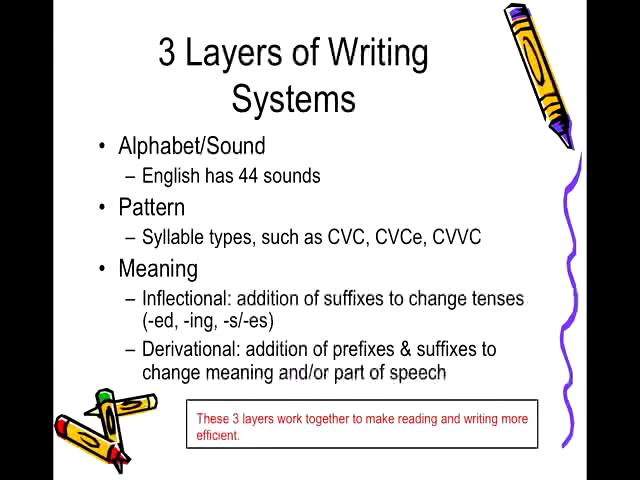 3 Layers of Writing
Systems
• Alphabet/Sound
– English has 44 sounds
• Pattern
– Syllable types, such as CVC, CVCe, CVVC
• Meaning
– Inflectional: addition of suffixes to change tenses
(-ed, -ing, -s/-es)
– Derivational: addition of prefixes & suffixes to
change meaning and/or part of speech
These 3 layers work together to make reading and writing more
efficient.